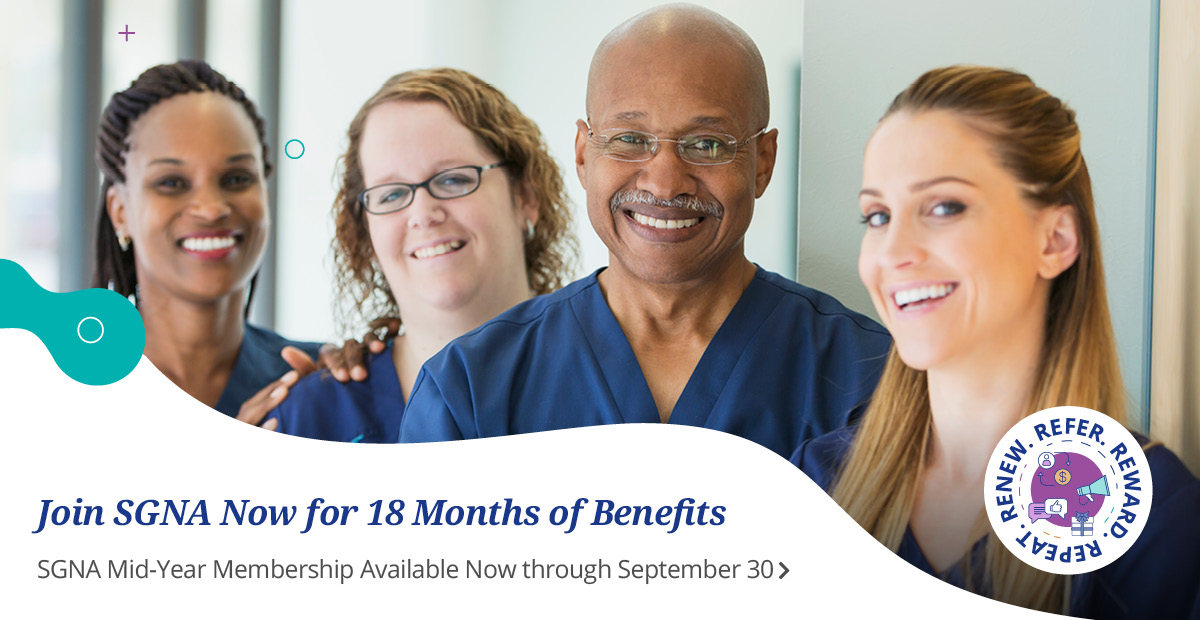 Join SGNA Now for 18 Months of Benefits
SGNA Mid-Year Membership Available Now through September 30
RENEW. REFER. REWARD. REPEAT.
$